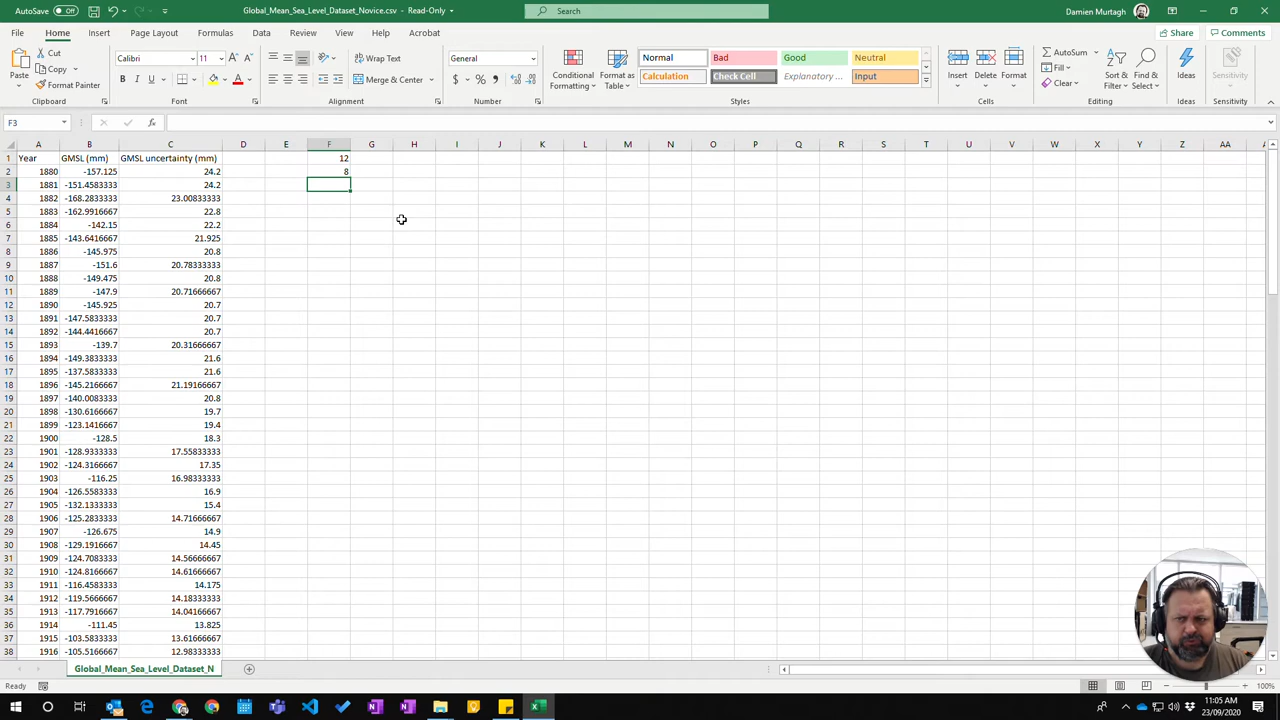 AutoSave Off Global_Mean_Sea_Level_Dataset_Novice.csv - Read-Only Search Damien Murtagh
File Home Insert Page Layout Formulas Data Review View Help Acrobat Share Comments
Paste Cut Copy Format Painter Clipboard
Calibri 11 B I U A Font
Wrap Text Merge & Center Alignment
General $ % Number
Conditional Formatting Format as Table
Normal Bad Good Neutral
Calculation Check Cell Explanatory ... Input
Styles
Insert Delete Format Cells
AutoSum Fill Clear Sort & Filter Find & Select Editing
Ideas Ideas Sensitivity Sensitivity
F3 fx
A B C D E F G H I J K L M N O P Q R S T U V W X Y Z AA
1 Year GMSL (mm) GMSL uncertainty (mm) 12
2 1880 -157.125 24.2 8
3 1881 -151.4583333 24.2
4 1882 -168.2833333 23.00833333
5 1883 -162.9916667 22.8
6 1884 -142.15 22.2
7 1885 -143.6416667 21.925
8 1886 -145.975 20.8
9 1887 -151.6 20.78333333
10 1888 -149.475 20.8
11 1889 -147.9 20.71666667
12 1890 -145.925 20.7
13 1891 -147.5833333 20.7
14 1892 -144.4416667 20.7
15 1893 -139.7 20.31666667
16 1894 -149.3833333 21.6
17 1895 -137.5833333 21.6
18 1896 -145.2166667 21.19166667
19 1897 -140.0083333 20.8
20 1898 -130.6166667 19.7
21 1899 -123.1416667 19.4
22 1900 -128.5 18.3
23 1901 -128.9333333 17.55833333
24 1902 -124.3166667 17.35
25 1903 -116.25 16.98333333
26 1904 -126.5583333 16.9
27 1905 -132.1333333 15.4
28 1906 -125.2833333 14.71666667
29 1907 -126.675 14.9
30 1908 -129.1916667 14.45
31 1909 -124.7083333 14.56666667
32 1910 -124.8166667 14.61666667
33 1911 -116.4583333 14.175
34 1912 -119.5666667 14.18333333
35 1913 -117.7916667 14.04166667
36 1914 -111.45 13.825
37 1915 -103.5833333 13.61666667
38 1916 -105.5166667 12.98333333
Global_Mean_Sea_Level_Dataset_N
Ready 100%
11:05 AM
23/09/2020